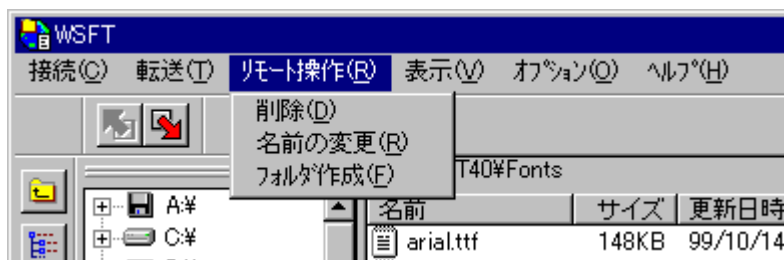 WSFT
接続(C) 転送(T) リモート操作(R) 表示(V) オプション(O) ヘルプ(H)
削除(D)
名前の変更(R)
フォルダ作成(F)
T40¥Fonts
名前 サイズ 更新日時
A:¥
arial.ttf 148KB 99/10/14
C:¥